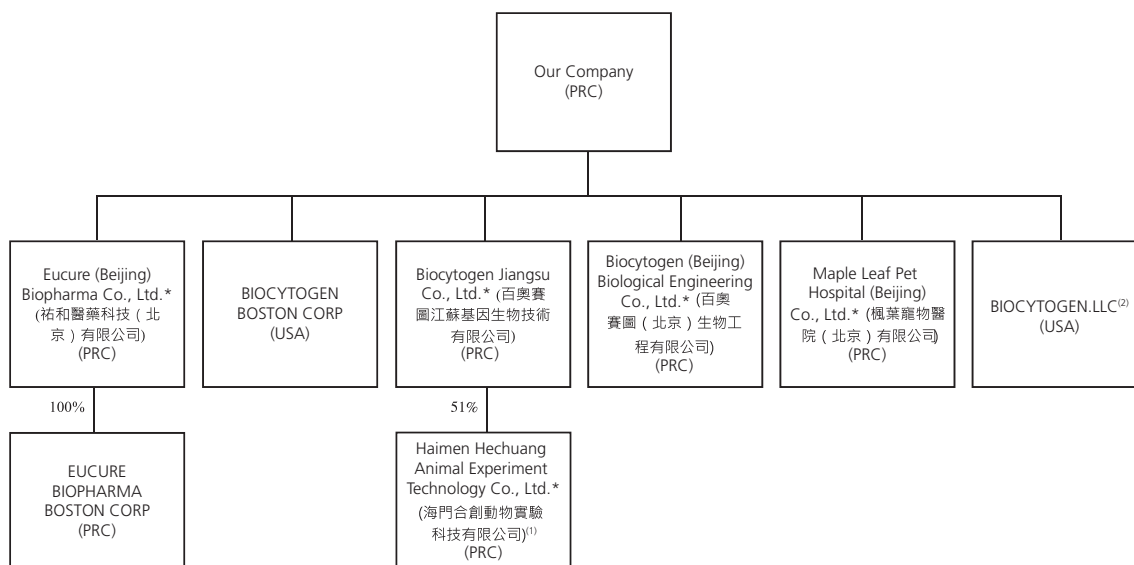 Our Company
(PRC)
Eucure (Beijing)
Biopharma Co., Ltd.*
(祐和醫藥科技（北
京）有限公司)
(PRC)
BIOCYTOGEN
BOSTON CORP
(USA)
Biocytogen Jiangsu
Co., Ltd.* (百奧賽
圖江蘇基因生物技術
有限公司)
(PRC)
Biocytogen (Beijing)
Biological Engineering
Co., Ltd.* (百奧
賽圖（北京）生物工
程有限公司)
(PRC)
Maple Leaf Pet
Hospital (Beijing)
Co., Ltd.* (楓葉寵物醫
院（北京）有限公司)
(PRC)
BIOCYTOGEN.LLC(2)
(USA)
100%
51%
EUCURE
BIOPHARMA
BOSTON CORP
(PRC)
Haimen Hechuang
Animal Experiment
Technology Co., Ltd.*
(海門合創動物實驗
科技有限公司)(1)
(PRC)